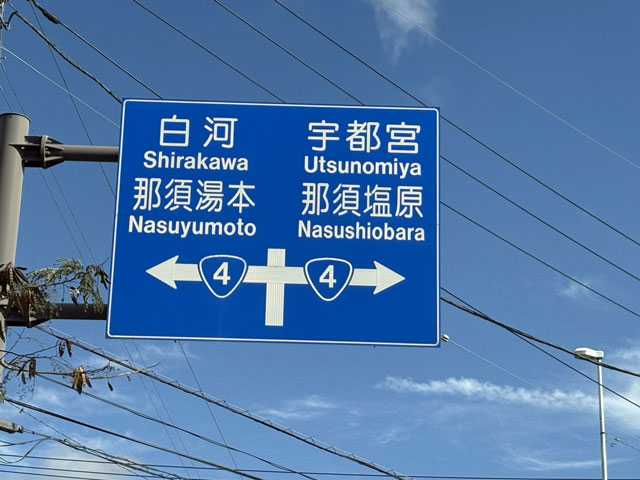 白河
Shirakawa
那須湯本
Nasuyumoto
宇都宮
Utsunomiya
那須塩原
Nasushiobara
4
4